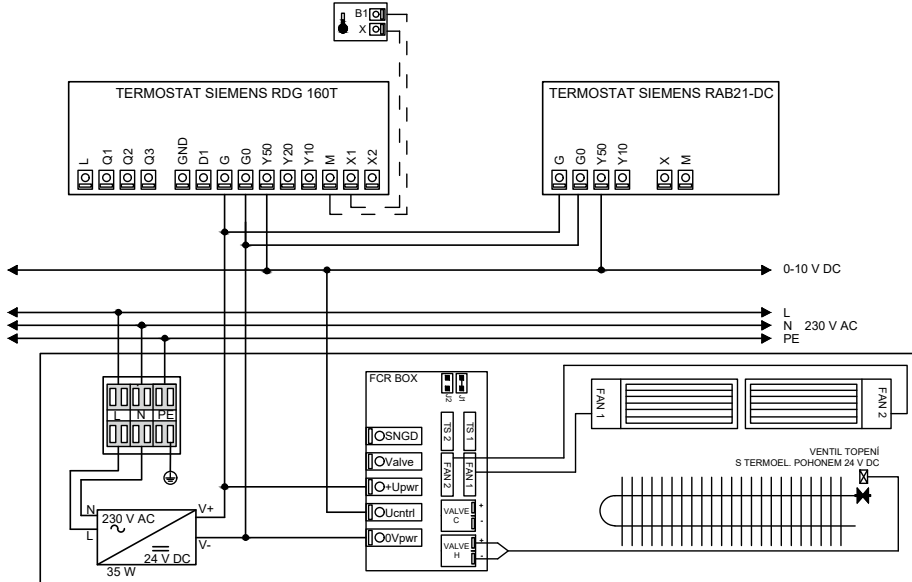 B1
X
TERMOSTAT SIEMENS RDG 160T
L
Q1
Q2
Q3
GND
D1
G
G0
Y50
Y20
Y10
M
X1
X2
TERMOSTAT SIEMENS RAB21-DC
G
G0
Y50
Y10
X
M
0-10 V DC
L
N 230 V AC
PE
FCR BOX
J2
J1
L N PE
SNGD
Valve
+Upwr
Ucntrl
0Vpwr
TS 2
TS 1
FAN 2
FAN 1
VALVE
C
+
-
VALVE
H
+
-
FAN 1
FAN 2
VENTIL TOPENÍ
S TERMOEL. POHONEM 24 V DC
N
L
230 V AC
24 V DC
V+
V-
35 W